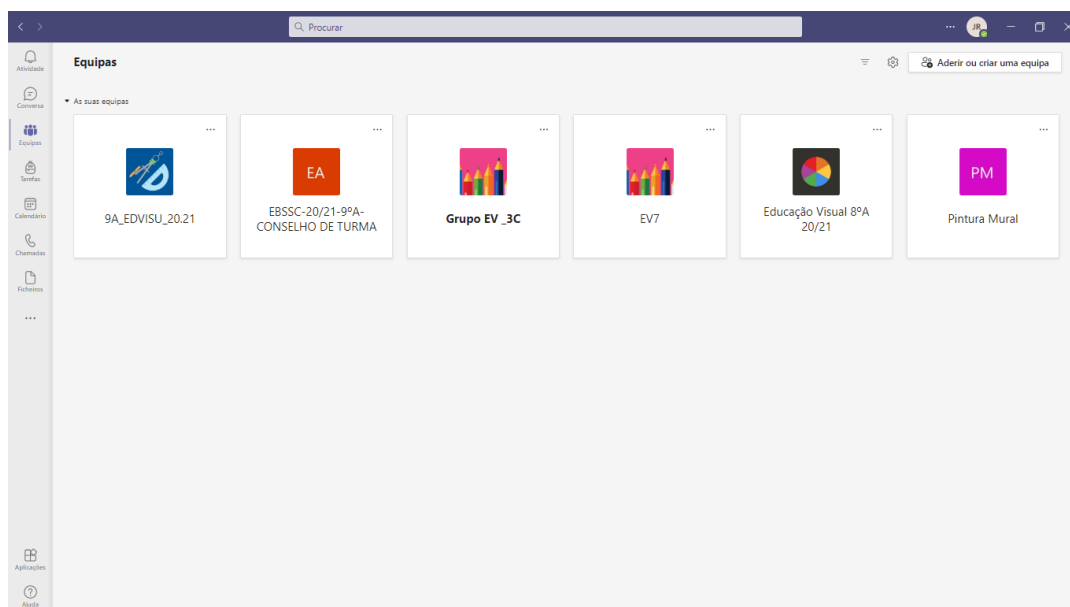 Procurar
JR
Atividade
Conversa
Equipas
Tarefas
Calendário
Chamadas
Ficheiros
Aplicações
Ajuda
Equipas
Aderir ou criar uma equipa
As suas equipas
9A_EDVISU_20.21
EA
EBSSC-20/21-9ºA-
CONSELHO DE TURMA
Grupo EV _3C
EV7
Educação Visual 8ºA
20/21
PM
Pintura Mural